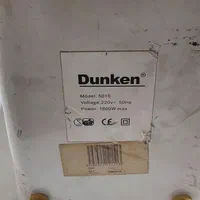 Dunken®
Model: 5015
Voltage: 220v~ 50Hz
Power: 1800W max